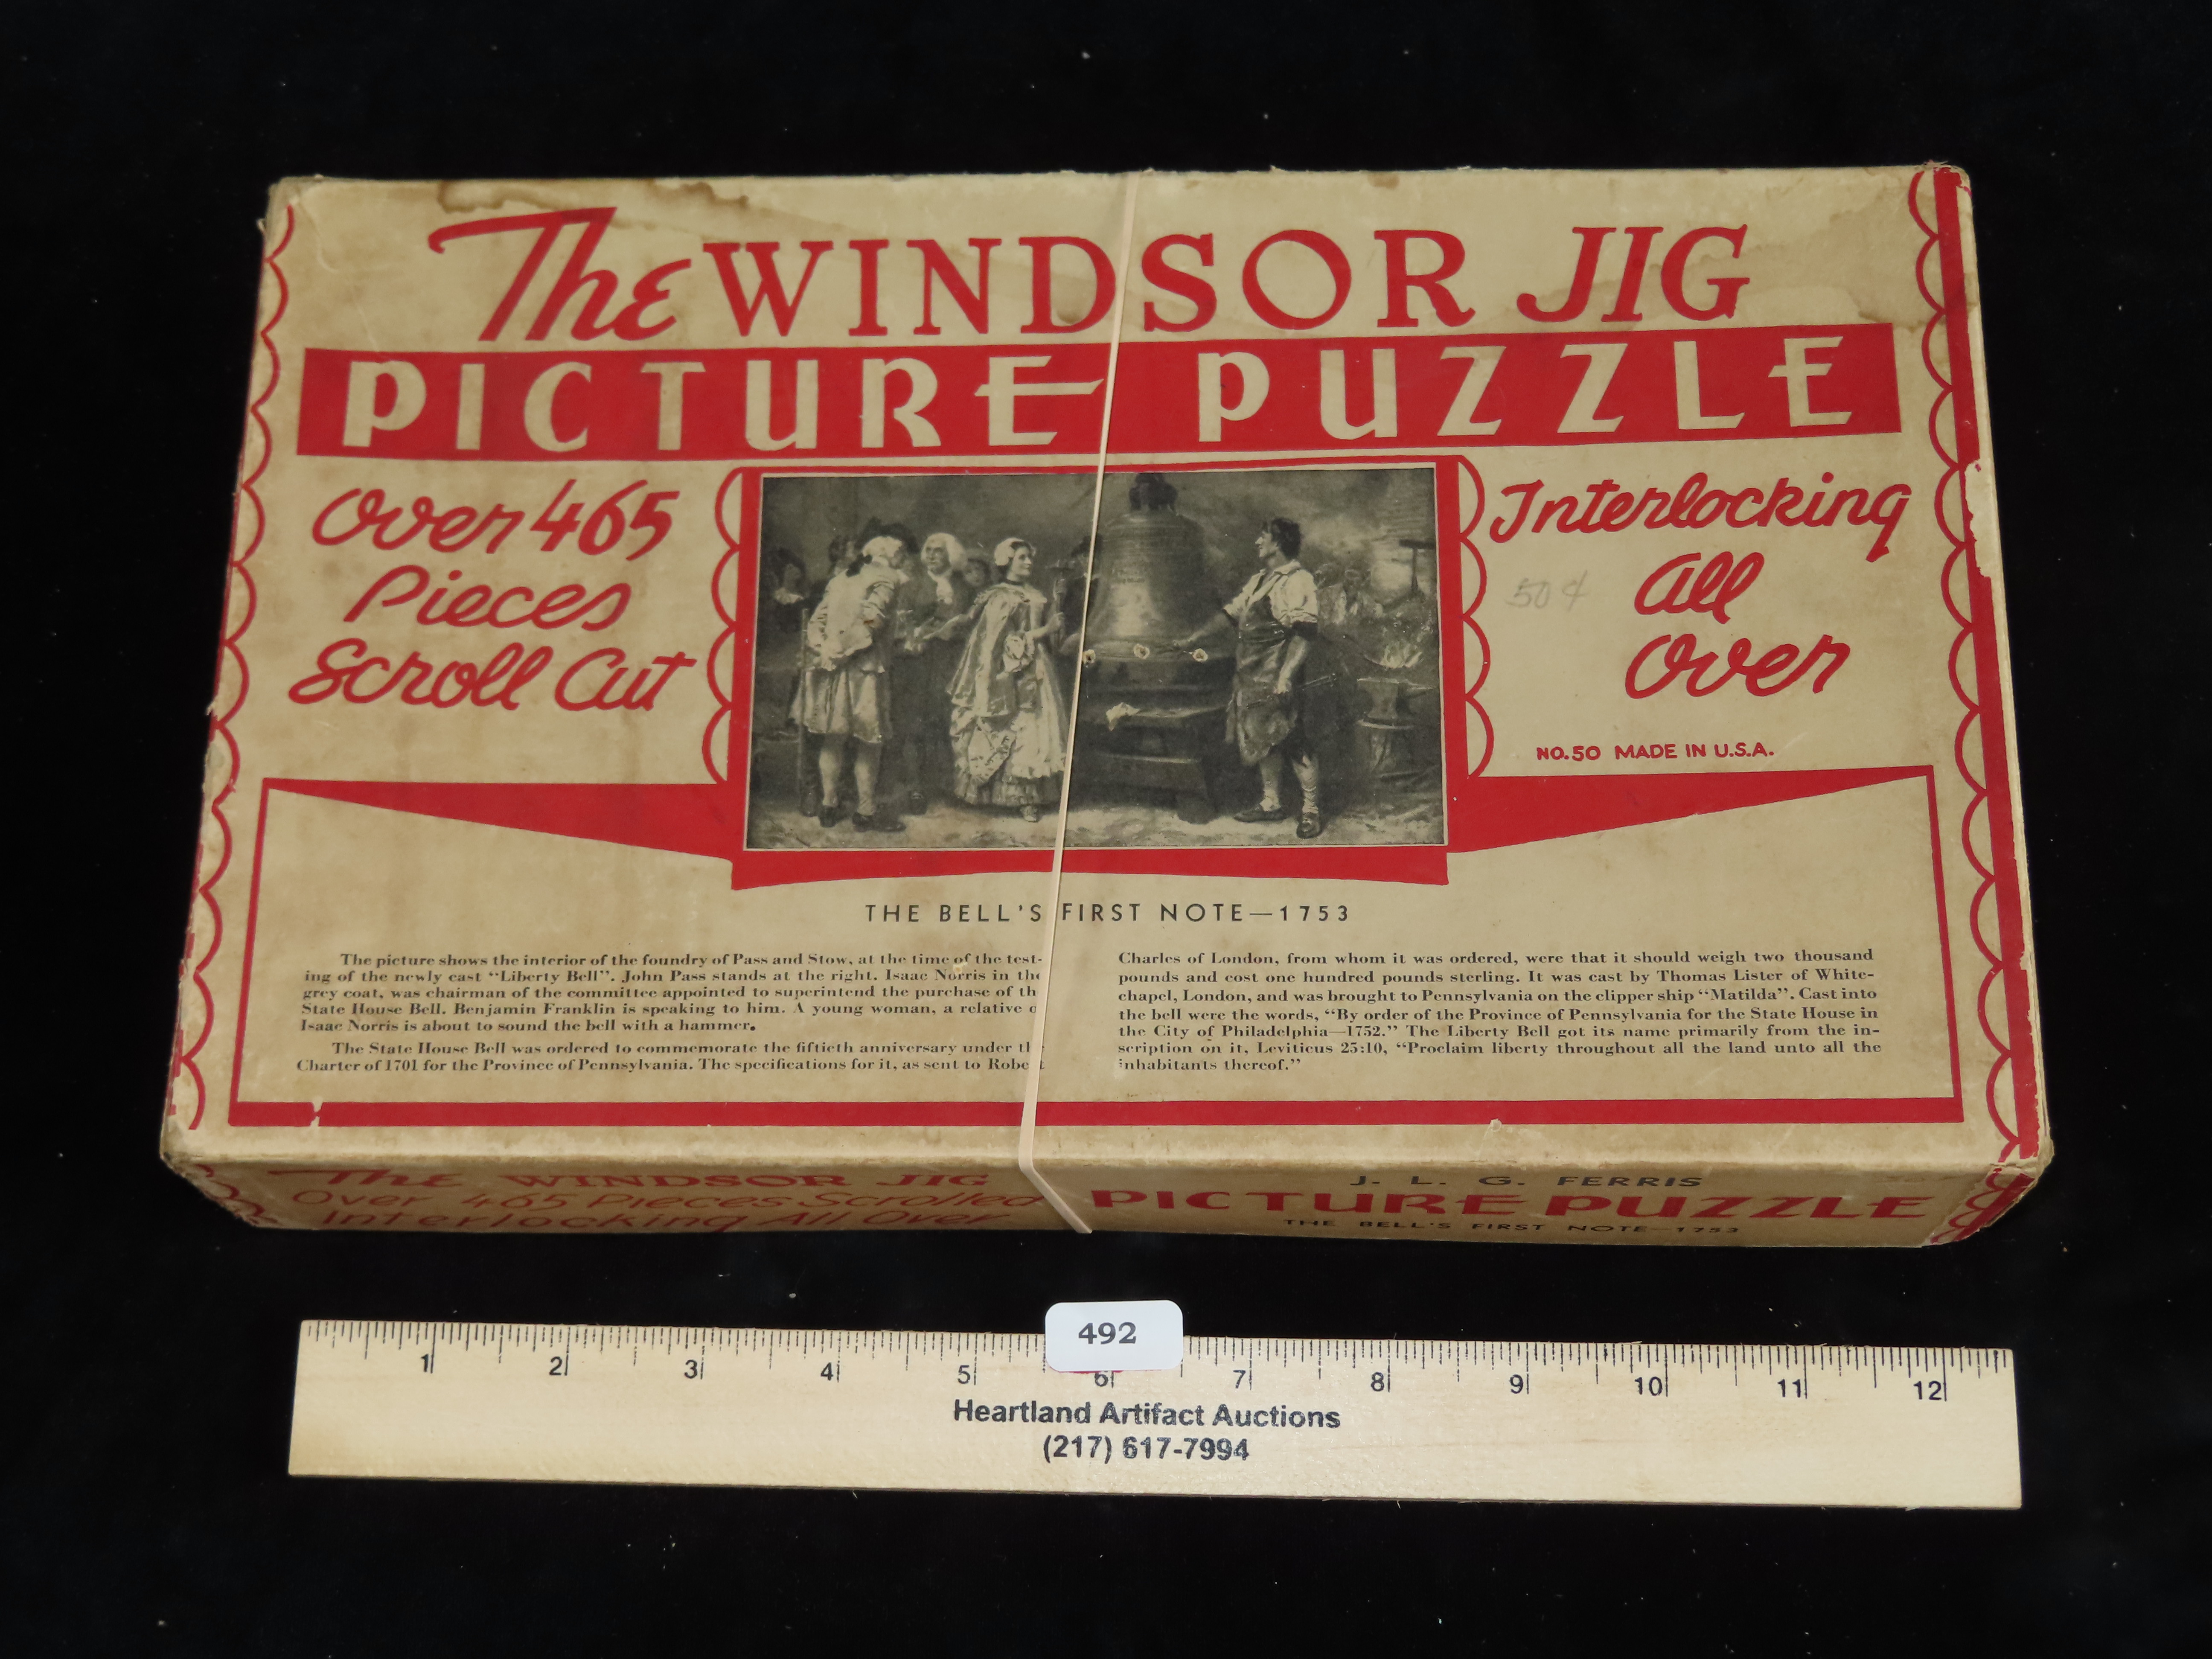 The WINDSOR JIG
PICTURE PUZZLE
Over 465
Pieces
Scroll Cut
Interlocking
All
Over
50¢
NO.50 MADE IN U.S.A.
THE BELL'S FIRST NOTE—1753
The picture shows the interior of the foundry of Pass and Stow, at the time of the test-
ing of the newly cast “Liberty Bell”. John Pass stands at the right. Isaac Norris in the
grey coat, was chairman of the committee appointed to superintend the purchase of th
State House Bell. Benjamin Franklin is speaking to him. A young woman, a relative o
Isaac Norris is about to sound the bell with a hammer.
The State House Bell was ordered to commemorate the fiftieth anniversary under th
Charter of 1701 for the Province of Pennsylvania. The specifications for it, as sent to Robert
Charles of London, from whom it was ordered, were that it should weigh two thousand
pounds and cost one hundred pounds sterling. It was cast by Thomas Lister of White-
chapel, London, and was brought to Pennsylvania on the clipper ship “Matilda”. Cast into
the bell were the words, “By order of the Province of Pennsylvania for the State House in
the City of Philadelphia—1752.” The Liberty Bell got its name primarily from the in-
scription on it, Leviticus 25:10, “Proclaim liberty throughout all the land unto all the
inhabitants thereof.”
The WINDSOR JIG
Over 465 Pieces Scrolled
Interlocking All Over
J. L. G. FERRIS
PICTURE PUZZLE
THE BELL'S FIRST NOTE—1753
492
1 2 3 4 5 6 7 8 9 10 11 12
Heartland Artifact Auctions
(217) 617-7994